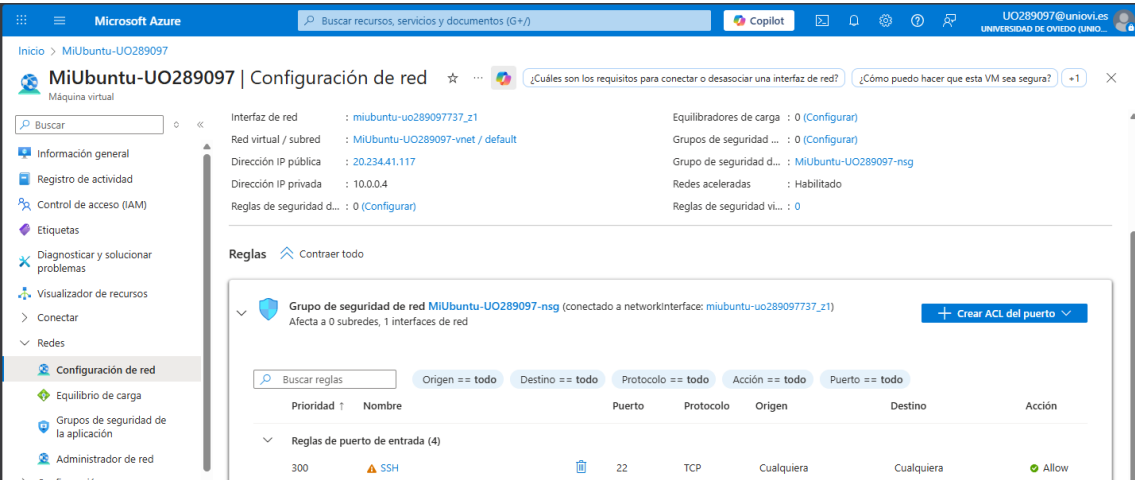 Microsoft Azure
Buscar recursos, servicios y documentos (G+/)
Copilot
UO289097@uniovi.es
UNIVERSIDAD DE OVIEDO (UNIO...
Inicio > MiUbuntu-UO289097
MiUbuntu-UO289097 | Configuración de red
¿Cuáles son los requisitos para conectar o desasociar una interfaz de red?
¿Cómo puedo hacer que esta VM sea segura?
+1
Máquina virtual
Buscar
Información general
Registro de actividad
Control de acceso (IAM)
Etiquetas
Diagnosticar y solucionar
problemas
Visualizador de recursos
Conectar
Redes
Configuración de red
Equilibrio de carga
Grupos de seguridad de
la aplicación
Administrador de red
Interfaz de red : miubuntu-uo289097737_z1
Red virtual / subred : MiUbuntu-UO289097-vnet / default
Dirección IP pública : 20.234.41.117
Dirección IP privada : 10.0.0.4
Reglas de seguridad d... : 0 (Configurar)
Equilibradores de carga : 0 (Configurar)
Grupos de seguridad ... : 0 (Configurar)
Grupo de seguridad d... : MiUbuntu-UO289097-nsg
Redes aceleradas : Habilitado
Reglas de seguridad vi... : 0
Reglas Contraer todo
Grupo de seguridad de red MiUbuntu-UO289097-nsg (conectado a networkInterface: miubuntu-uo289097737_z1)
Afecta a 0 subredes, 1 interfaces de red
+ Crear ACL del puerto
Buscar reglas
Origen == todo
Destino == todo
Protocolo == todo
Acción == todo
Puerto == todo
Prioridad ↑ Nombre Puerto Protocolo Origen Destino Acción
Reglas de puerto de entrada (4)
300 SSH 22 TCP Cualquiera Cualquiera Allow